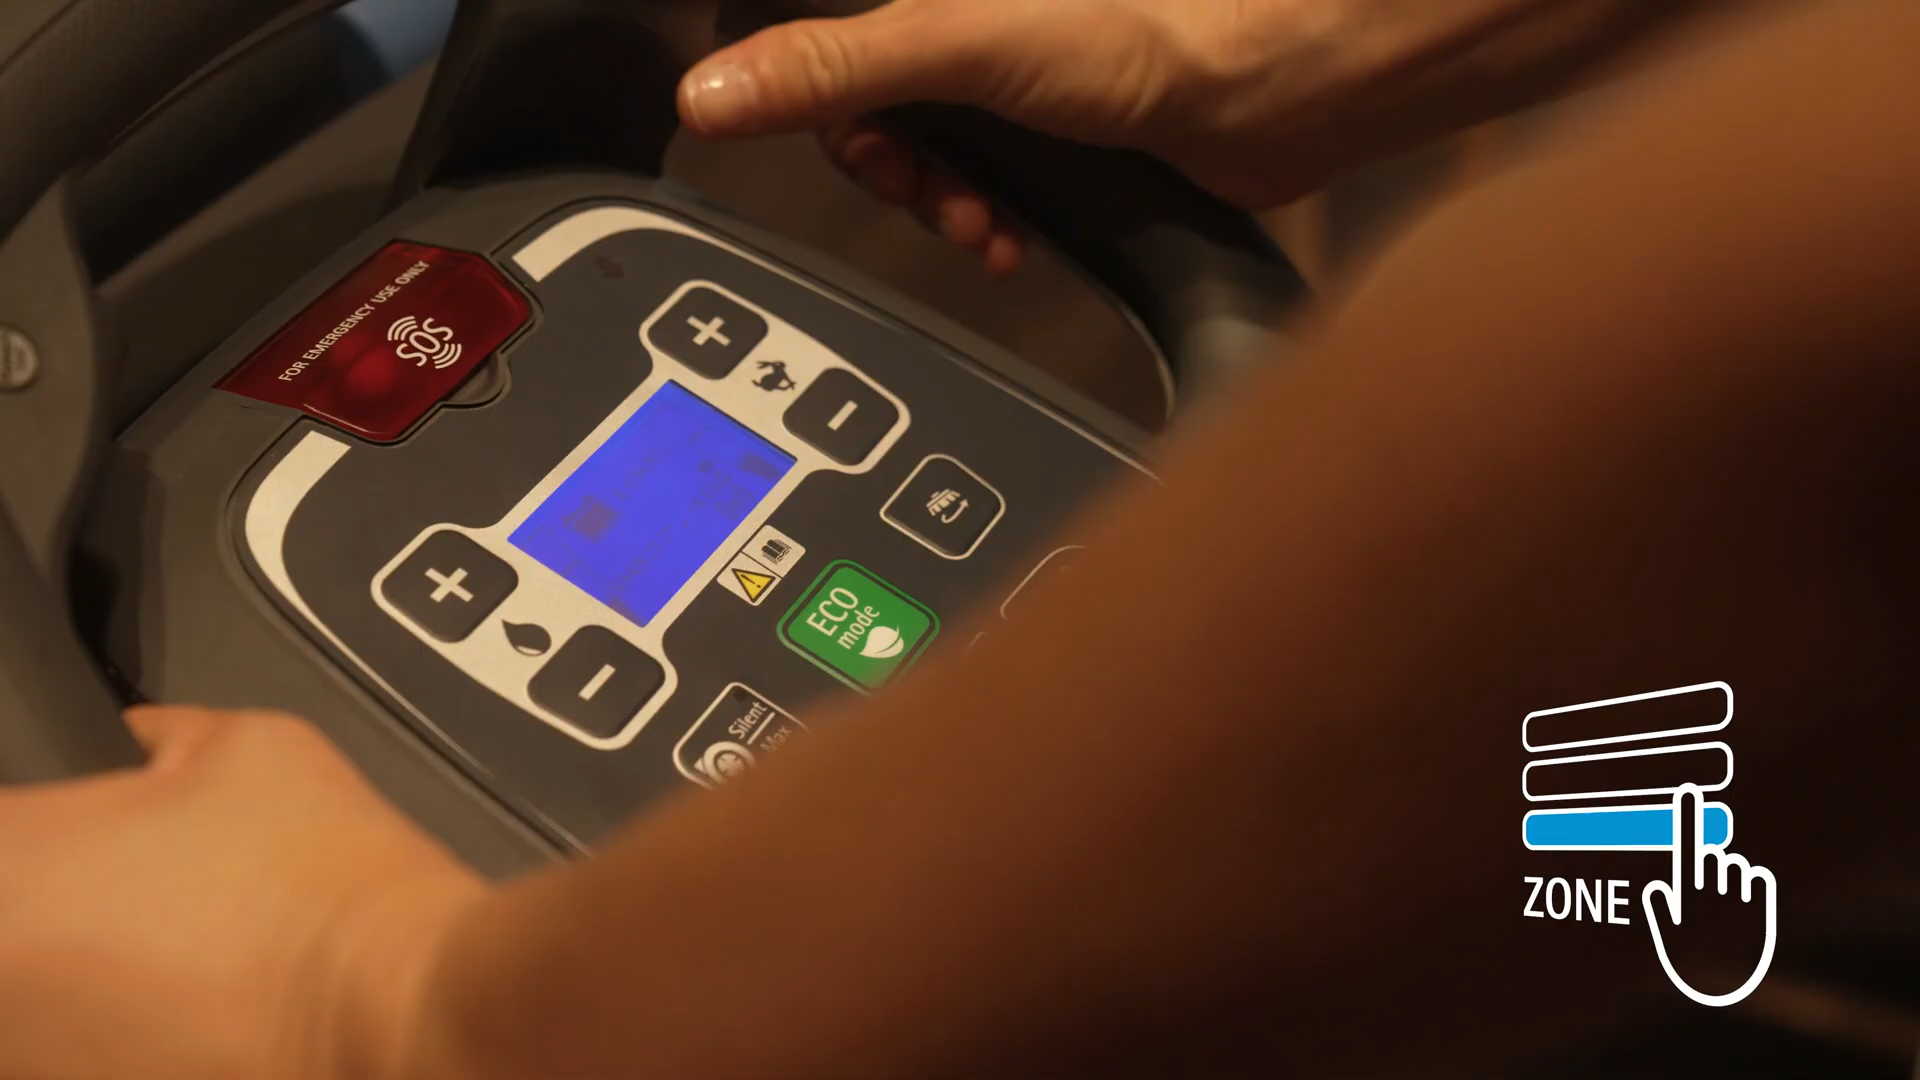 FOR EMERGENCY USE ONLY
SOS
ECO
mode
Silent
Max
ZONE